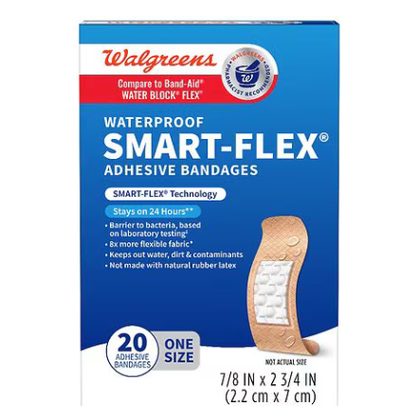 Walgreens
WALGREENS
PHARMACIST RECOMMENDED
Compare to Band-Aid®
WATER BLOCK® FLEX*
WATERPROOF
SMART-FLEX®
ADHESIVE BANDAGES
SMART-FLEX® Technology
Stays on 24 Hours**
• Barrier to bacteria, based
on laboratory testing‡
• 8x more flexible fabric*
• Keeps out water, dirt & contaminants
• Not made with natural rubber latex
20
ADHESIVE
BANDAGES
ONE
SIZE
NOT ACTUAL SIZE
7/8 IN x 2 3/4 IN
(2.2 cm x 7 cm)